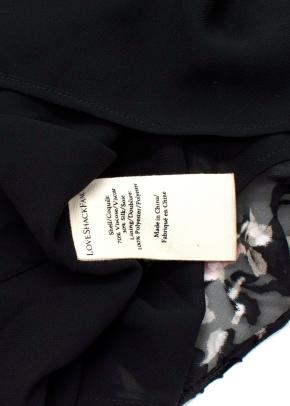 LOVESHACKFANC
Shell/Coquille:
70% Viscose/Viscose
30% Silk/Soie
Lining/Doublure:
100% Polyester/Polyester
Made in China/
Fabriqué en Chine